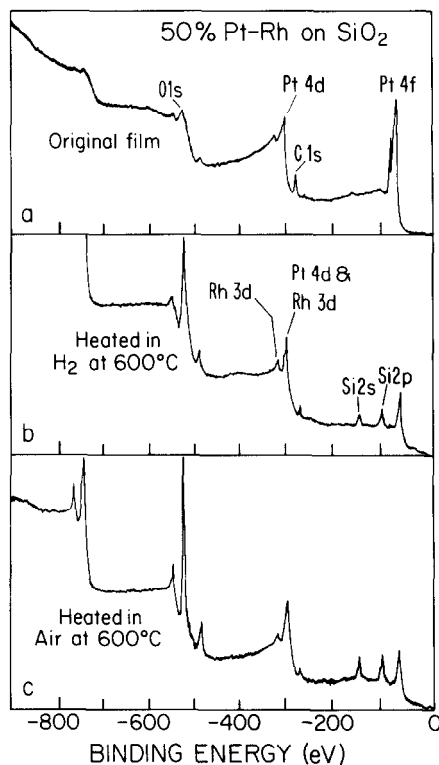 50% Pt-Rh on SiO₂
O1s
Pt 4d
Pt 4f
C 1s
Original film
a
Rh 3d
Pt 4d &
Rh 3d
Heated in
H₂ at 600°C
Si2s
Si2p
b
Heated in
Air at 600°C
c
-800 -600 -400 -200 0
BINDING ENERGY (eV)